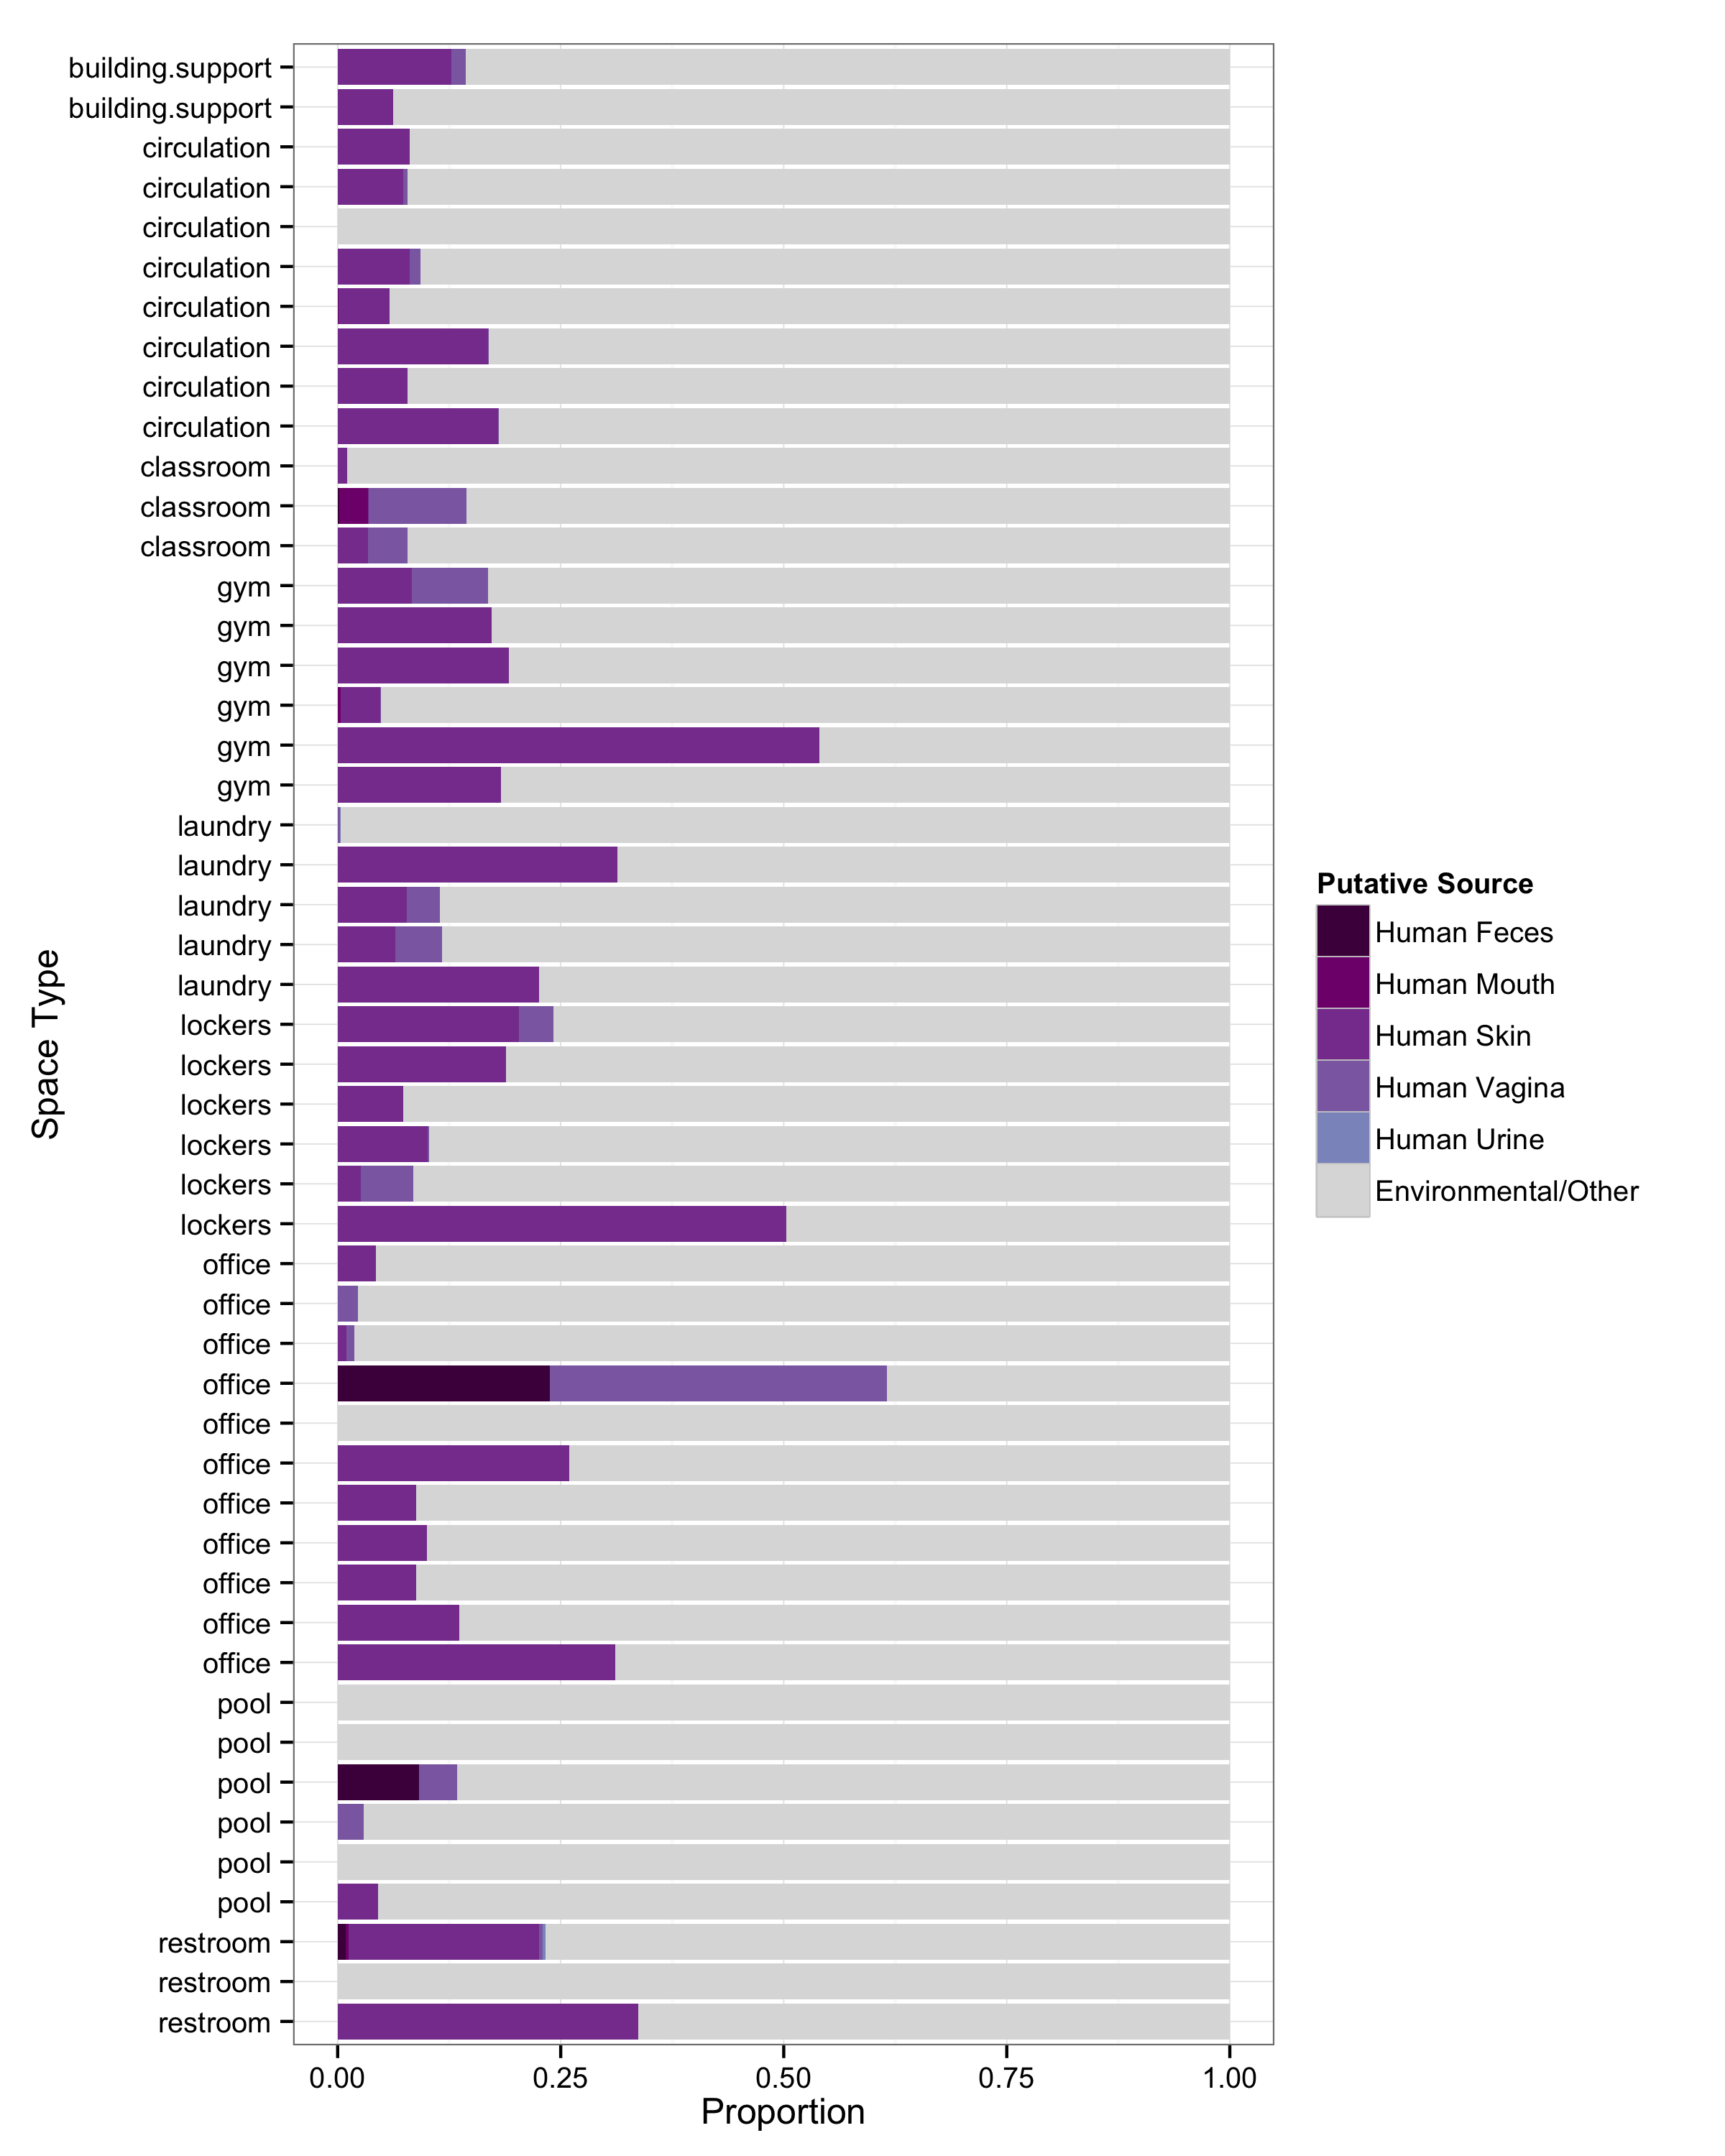 building.support
building.support
circulation
circulation
circulation
circulation
circulation
circulation
circulation
circulation
classroom
classroom
classroom
gym
gym
gym
gym
gym
gym
laundry
laundry
laundry
laundry
laundry
lockers
lockers
lockers
lockers
lockers
lockers
office
office
office
office
office
office
office
office
office
office
office
pool
pool
pool
pool
pool
pool
restroom
restroom
restroom
Space Type
0.00 0.25 0.50 0.75 1.00
Proportion
Putative Source
Human Feces
Human Mouth
Human Skin
Human Vagina
Human Urine
Environmental/Other